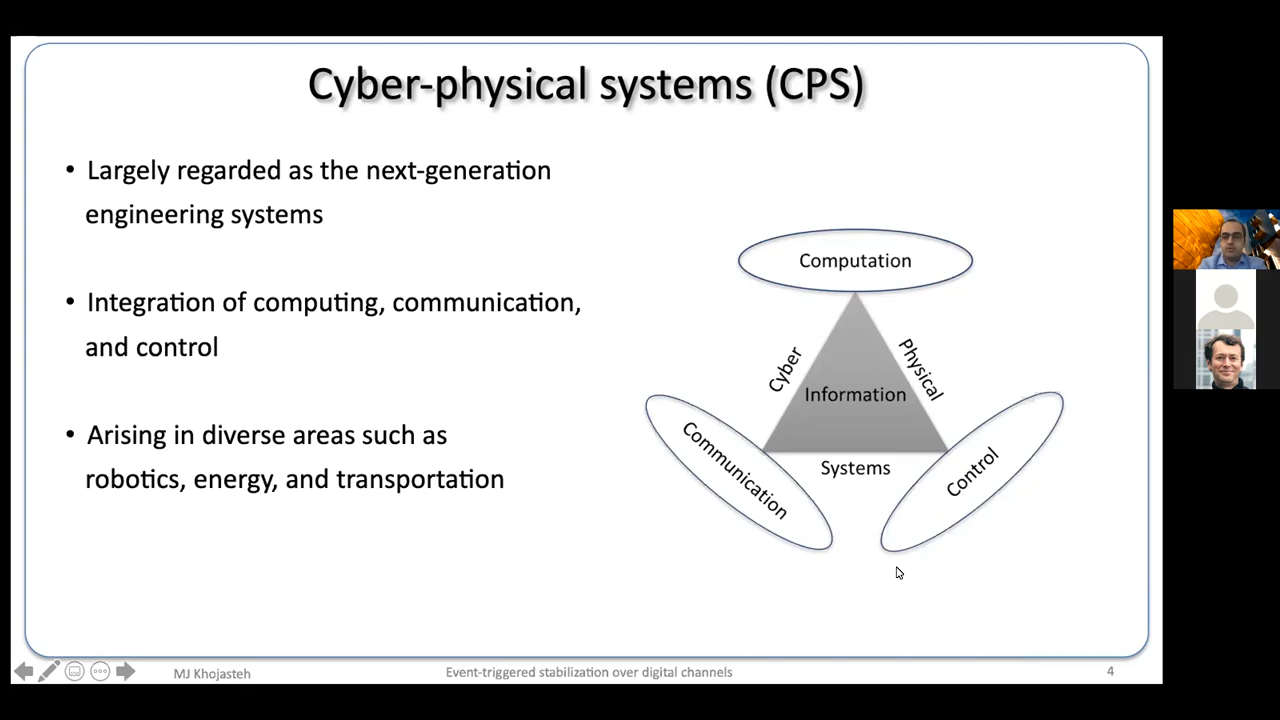 Cyber-physical systems (CPS)
• Largely regarded as the next-generation
engineering systems
• Integration of computing, communication,
and control
• Arising in diverse areas such as
robotics, energy, and transportation
Computation
Cyber
Physical
Information
Communication
Systems
Control
MJ Khojasteh
Event-triggered stabilization over digital channels
4